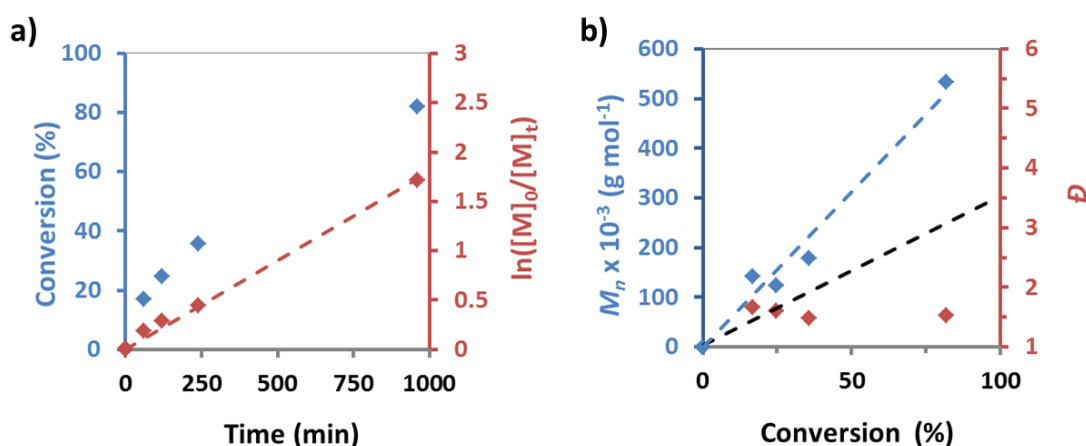 a)
100
80
60
40
20
0
Conversion (%)
3
2.5
2
1.5
1
0.5
0
ln([M]₀/[M]ₜ)
0 250 500 750 1000
Time (min)
b)
600
500
400
300
200
100
0
Mₙ x 10⁻³ (g mol⁻¹)
6
5
4
3
2
1
Đ
0 50 100
Conversion (%)